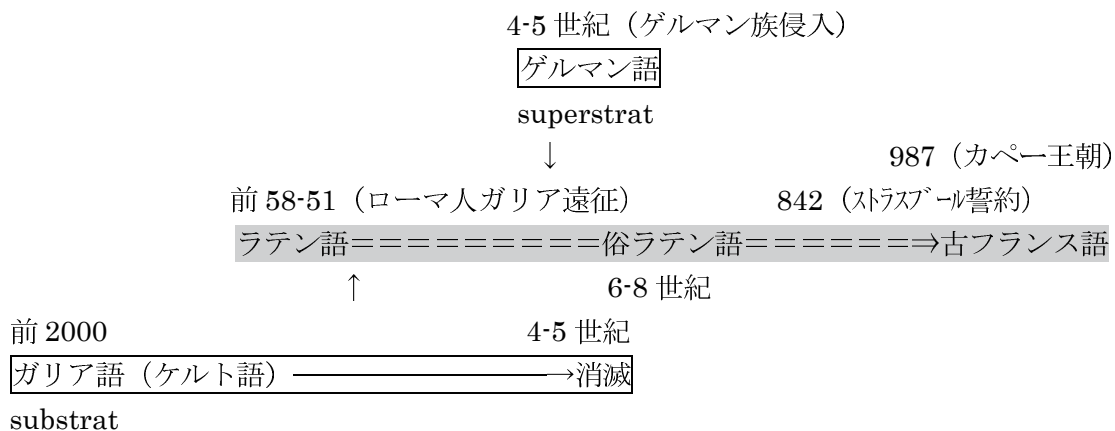 4-5 世紀（ゲルマン族侵入）
ゲルマン語
superstrat
↓
987（カペー王朝）
前 58-51（ローマ人ガリア遠征） 842（ｽﾄﾗｽﾌﾞｰﾙ誓約）
ラテン語＝＝＝＝＝＝＝＝＝俗ラテン語＝＝＝＝＝＝⇒古フランス語
↑ 6-8 世紀
前 2000 4-5 世紀
ガリア語（ケルト語）―――――――――→消滅
substrat